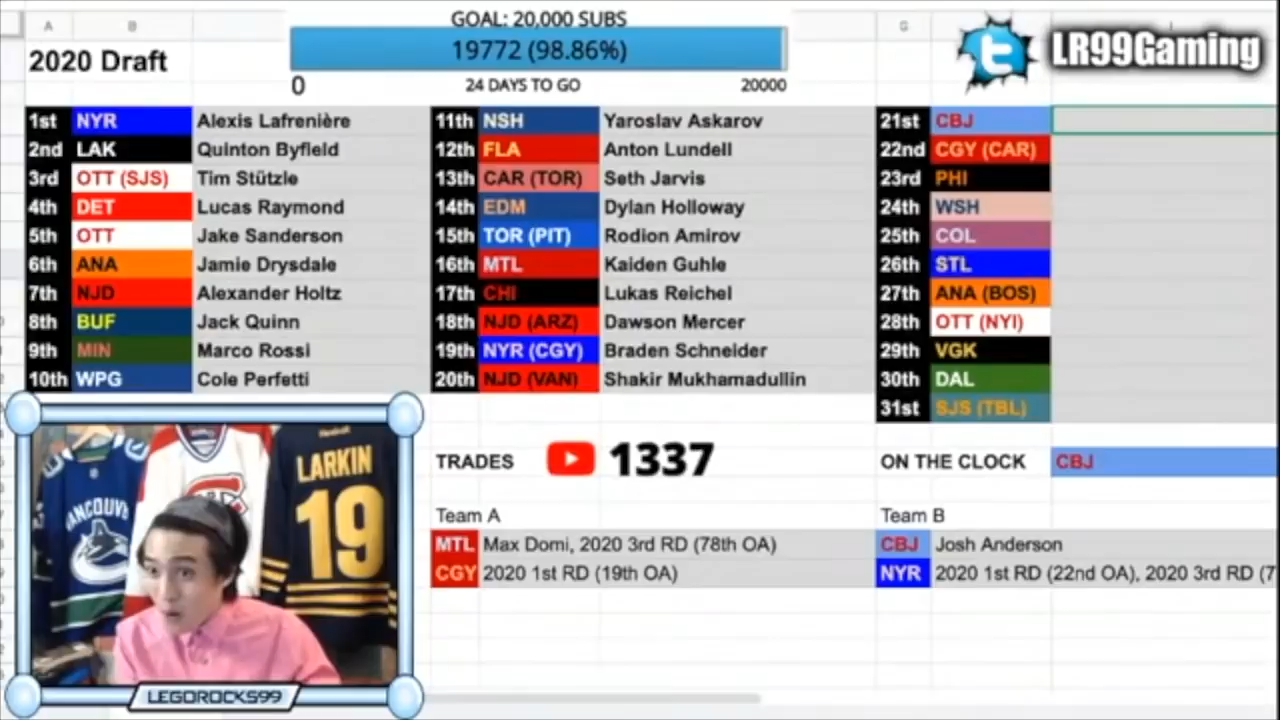 A B G
GOAL: 20,000 SUBS
19772 (98.86%)
0 24 DAYS TO GO 20000
LR99Gaming
2020 Draft
1st NYR Alexis Lafrenière
2nd LAK Quinton Byfield
3rd OTT (SJS) Tim Stützle
4th DET Lucas Raymond
5th OTT Jake Sanderson
6th ANA Jamie Drysdale
7th NJD Alexander Holtz
8th BUF Jack Quinn
9th MIN Marco Rossi
10th WPG Cole Perfetti
11th NSH Yaroslav Askarov
12th FLA Anton Lundell
13th CAR (TOR) Seth Jarvis
14th EDM Dylan Holloway
15th TOR (PIT) Rodion Amirov
16th MTL Kaiden Guhle
17th CHI Lukas Reichel
18th NJD (ARZ) Dawson Mercer
19th NYR (CGY) Braden Schneider
20th NJD (VAN) Shakir Mukhamadullin
21st CBJ
22nd CGY (CAR)
23rd PHI
24th WSH
25th COL
26th STL
27th ANA (BOS)
28th OTT (NYI)
29th VGK
30th DAL
31st SJS (TBL)
TRADES 1337
ON THE CLOCK CBJ
Team A
MTL Max Domi, 2020 3rd RD (78th OA)
CGY 2020 1st RD (19th OA)
Team B
CBJ Josh Anderson
NYR 2020 1st RD (22nd OA), 2020 3rd RD (7
VANCOUVER
LARKIN
19
LEGOROCKS99